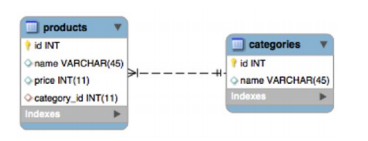 products
id INT
name VARCHAR(45)
price INT(11)
category_id INT(11)
Indexes
categories
id INT
name VARCHAR(45)
Indexes